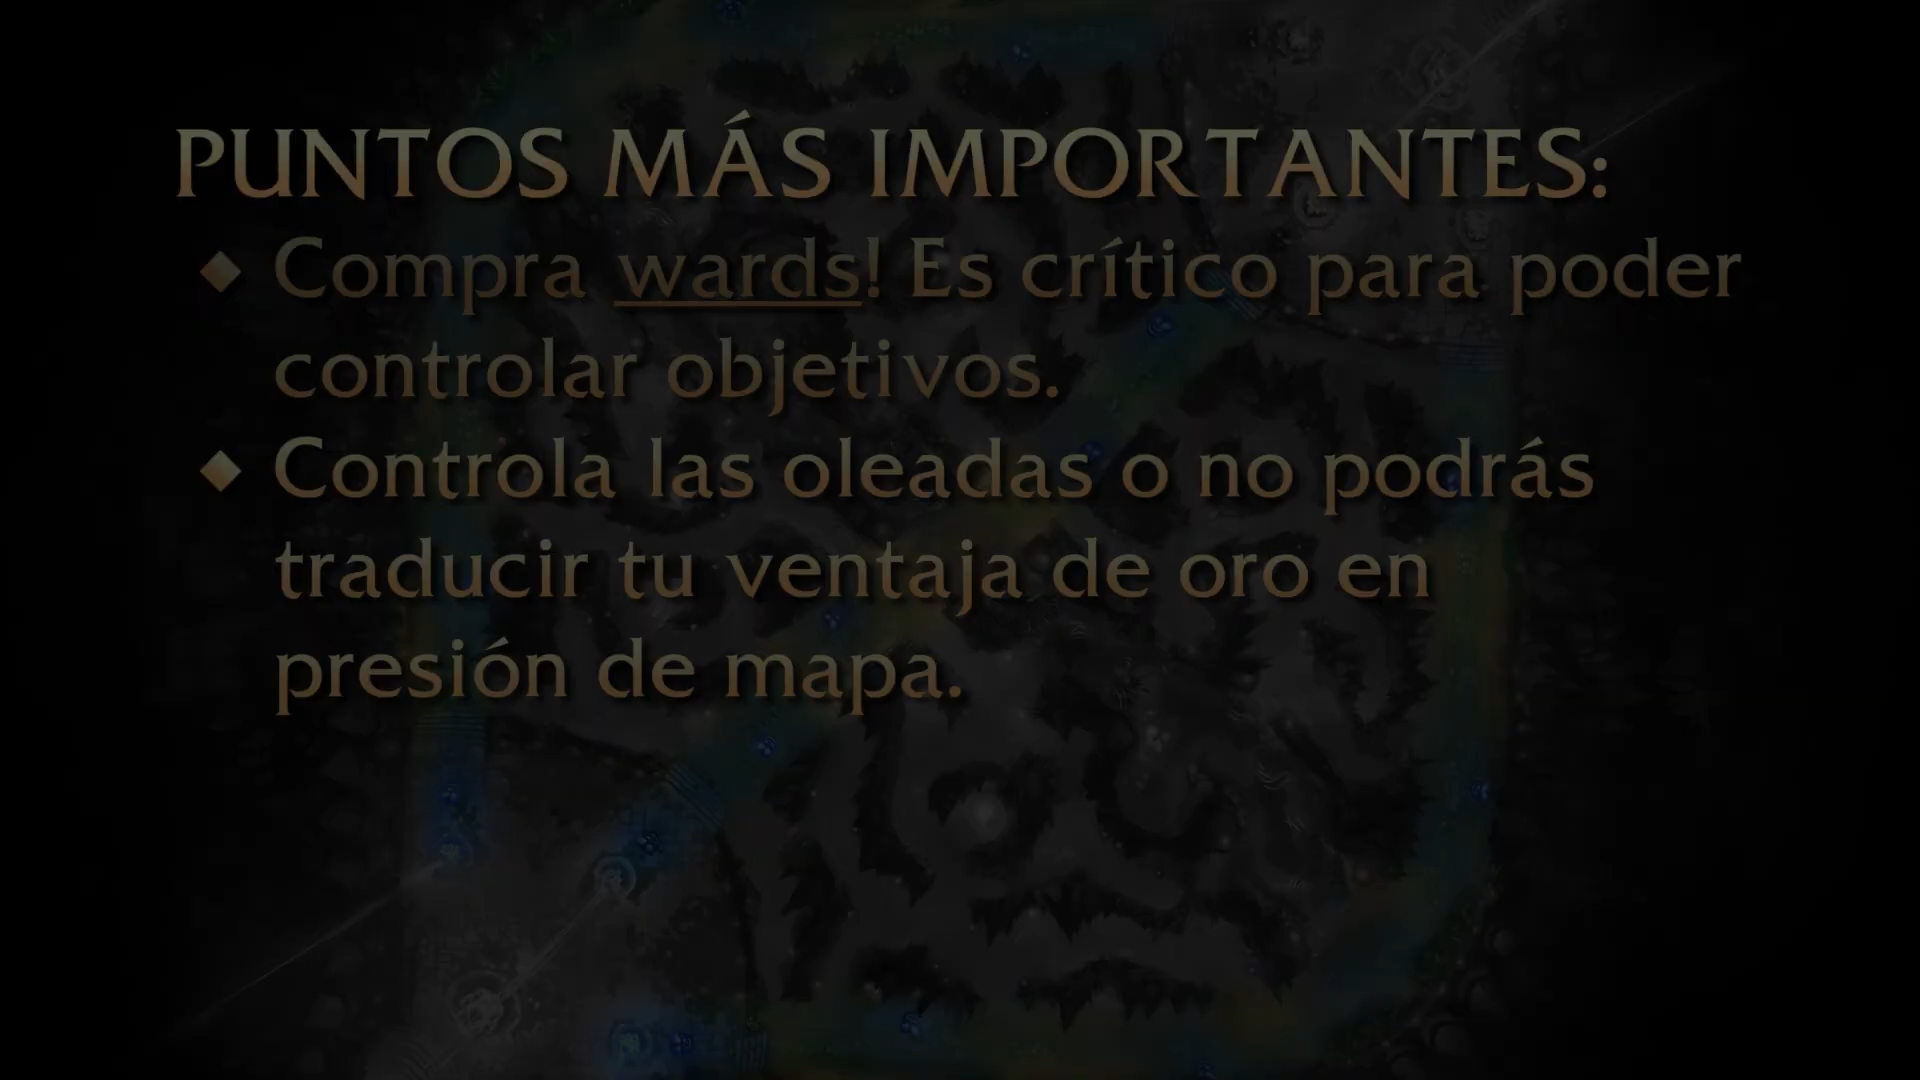 PUNTOS MÁS IMPORTANTES:
◆ Compra wards! Es crítico para poder
controlar objetivos.
◆ Controla las oleadas o no podrás
traducir tu ventaja de oro en
presión de mapa.